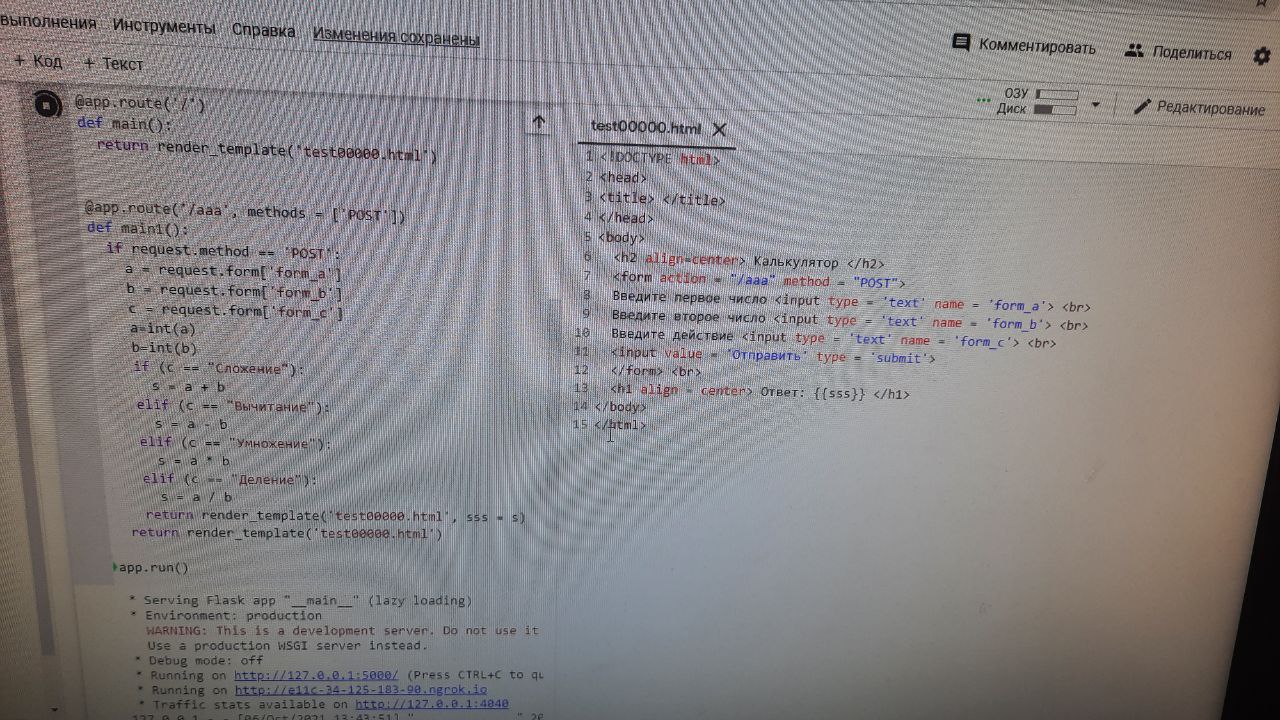 выполнения Инструменты Справка Изменения сохранены
Комментировать Поделиться
+ Код + Текст
ОЗУ
Диск
Редактирование
@app.route('/')
def main():
return render_template('test00000.html')
@app.route('/aaa', methods = ['POST'])
def main1():
if request.method == 'POST':
a = request.form['form_a']
b = request.form['form_b']
c = request.form['form_c']
a=int(a)
b=int(b)
if (c == "Сложение"):
s = a + b
elif (c == "Вычитание"):
s = a - b
elif (c == "Умножение"):
s = a * b
elif (c == "Деление"):
s = a / b
return render_template('test00000.html', sss = s)
return render_template('test00000.html')
app.run()
* Serving Flask app "__main__" (lazy loading)
* Environment: production
WARNING: This is a development server. Do not use it
Use a production WSGI server instead.
* Debug mode: off
* Running on http://127.0.0.1:5000/ (Press CTRL+C to qu
* Running on http://e11c-34-125-183-90.ngrok.io
* Traffic stats available on http://127.0.0.1:4040
127.0.0.1 - - [06/Oct/2021 13:43:51] "
test00000.html
1 <!DOCTYPE html>
2 <head>
3 <title> </title>
4 </head>
5 <body>
6 <h2 align=center> Калькулятор </h2>
7 <form action = "/aaa" method = "POST">
8 Введите первое число <input type = 'text' name = 'form_a'> <br>
9 Введите второе число <input type = 'text' name = 'form_b'> <br>
10 Введите действие <input type = 'text' name = 'form_c'> <br>
11 <input value = 'Отправить' type = 'submit'>
12 </form> <br>
13 <h1 align = center> Ответ: {{sss}} </h1>
14 </body>
15 </html>